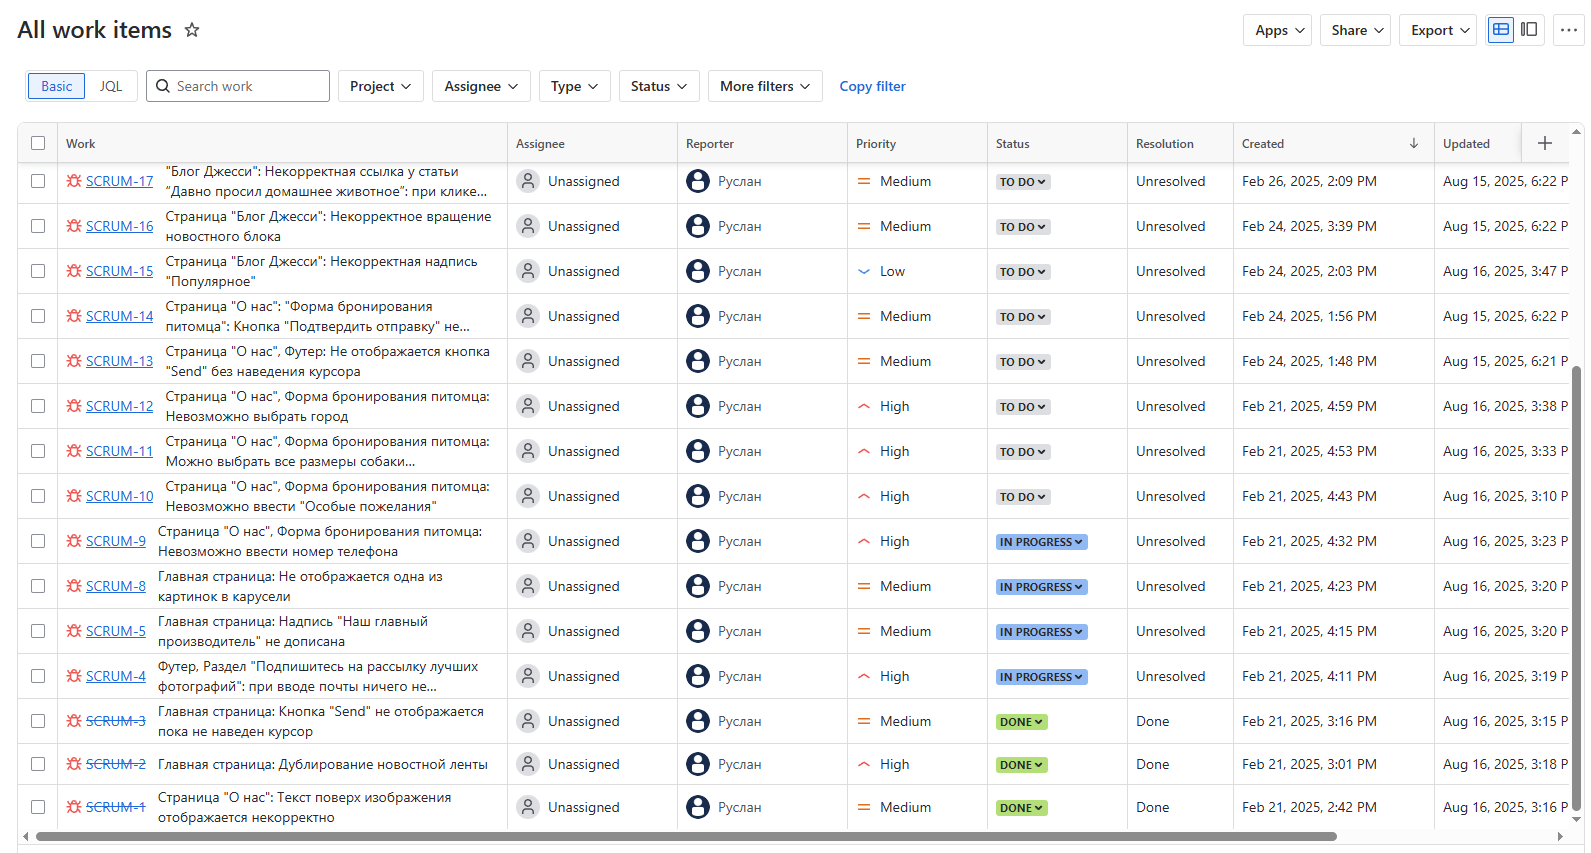 All work items
Apps Share Export
Basic JQL Search work Project Assignee Type Status More filters Copy filter
Work Assignee Reporter Priority Status Resolution Created Updated
SCRUM-17 "Блог Джесси": Некорректная ссылка у статьи
"Давно просил домашнее животное": при клике... Unassigned Руслан Medium TO DO Unresolved Feb 26, 2025, 2:09 PM Aug 15, 2025, 6:22 P
SCRUM-16 Страница "Блог Джесси": Некорректное вращение
новостного блока Unassigned Руслан Medium TO DO Unresolved Feb 24, 2025, 3:39 PM Aug 15, 2025, 6:22 P
SCRUM-15 Страница "Блог Джесси": Некорректная надпись
"Популярное" Unassigned Руслан Low TO DO Unresolved Feb 24, 2025, 2:03 PM Aug 16, 2025, 3:47 P
SCRUM-14 Страница "О нас": "Форма бронирования
питомца": Кнопка "Подтвердить отправку" не... Unassigned Руслан Medium TO DO Unresolved Feb 24, 2025, 1:56 PM Aug 15, 2025, 6:22 P
SCRUM-13 Страница "О нас", Футер: Не отображается кнопка
"Send" без наведения курсора Unassigned Руслан Medium TO DO Unresolved Feb 24, 2025, 1:48 PM Aug 15, 2025, 6:21 P
SCRUM-12 Страница "О нас", Форма бронирования питомца:
Невозможно выбрать город Unassigned Руслан High TO DO Unresolved Feb 21, 2025, 4:59 PM Aug 16, 2025, 3:38 P
SCRUM-11 Страница "О нас", Форма бронирования питомца:
Можно выбрать все размеры собаки... Unassigned Руслан High TO DO Unresolved Feb 21, 2025, 4:53 PM Aug 16, 2025, 3:33 P
SCRUM-10 Страница "О нас", Форма бронирования питомца:
Невозможно ввести "Особые пожелания" Unassigned Руслан High TO DO Unresolved Feb 21, 2025, 4:43 PM Aug 16, 2025, 3:10 P
SCRUM-9 Страница "О нас", Форма бронирования питомца:
Невозможно ввести номер телефона Unassigned Руслан High IN PROGRESS Unresolved Feb 21, 2025, 4:32 PM Aug 16, 2025, 3:23 P
SCRUM-8 Главная страница: Не отображается одна из
картинок в карусели Unassigned Руслан Medium IN PROGRESS Unresolved Feb 21, 2025, 4:23 PM Aug 16, 2025, 3:20 P
SCRUM-5 Главная страница: Надпись "Наш главный
производитель" не дописана Unassigned Руслан Medium IN PROGRESS Unresolved Feb 21, 2025, 4:15 PM Aug 16, 2025, 3:20 P
SCRUM-4 Футер, Раздел "Подпишитесь на рассылку лучших
фотографий": при вводе почты ничего не... Unassigned Руслан High IN PROGRESS Unresolved Feb 21, 2025, 4:11 PM Aug 16, 2025, 3:19 P
SCRUM-3 Главная страница: Кнопка "Send" не отображается
пока не наведен курсор Unassigned Руслан Medium DONE Done Feb 21, 2025, 3:16 PM Aug 16, 2025, 3:15 P
SCRUM-2 Главная страница: Дублирование новостной ленты Unassigned Руслан High DONE Done Feb 21, 2025, 3:01 PM Aug 16, 2025, 3:18 P
SCRUM-1 Страница "О нас": Текст поверх изображения
отображается некорректно Unassigned Руслан Medium DONE Done Feb 21, 2025, 2:42 PM Aug 16, 2025, 3:16 P